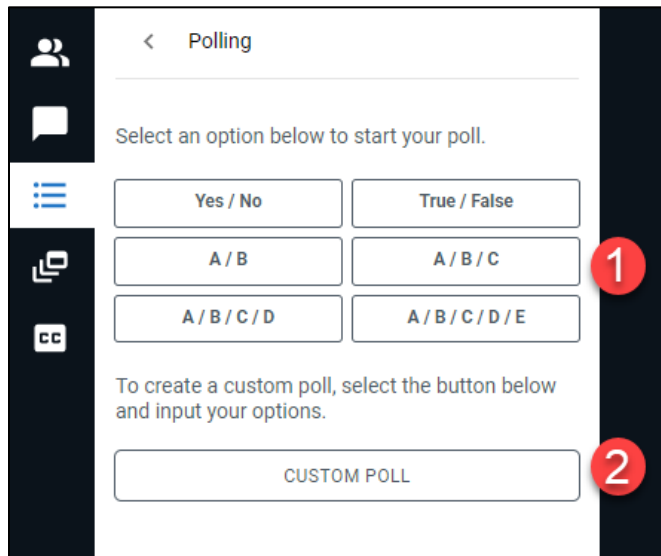 Polling
Select an option below to start your poll.
Yes / No
True / False
A / B
A / B / C
1
A / B / C / D
A / B / C / D / E
CC
To create a custom poll, select the button below
and input your options.
CUSTOM POLL
2